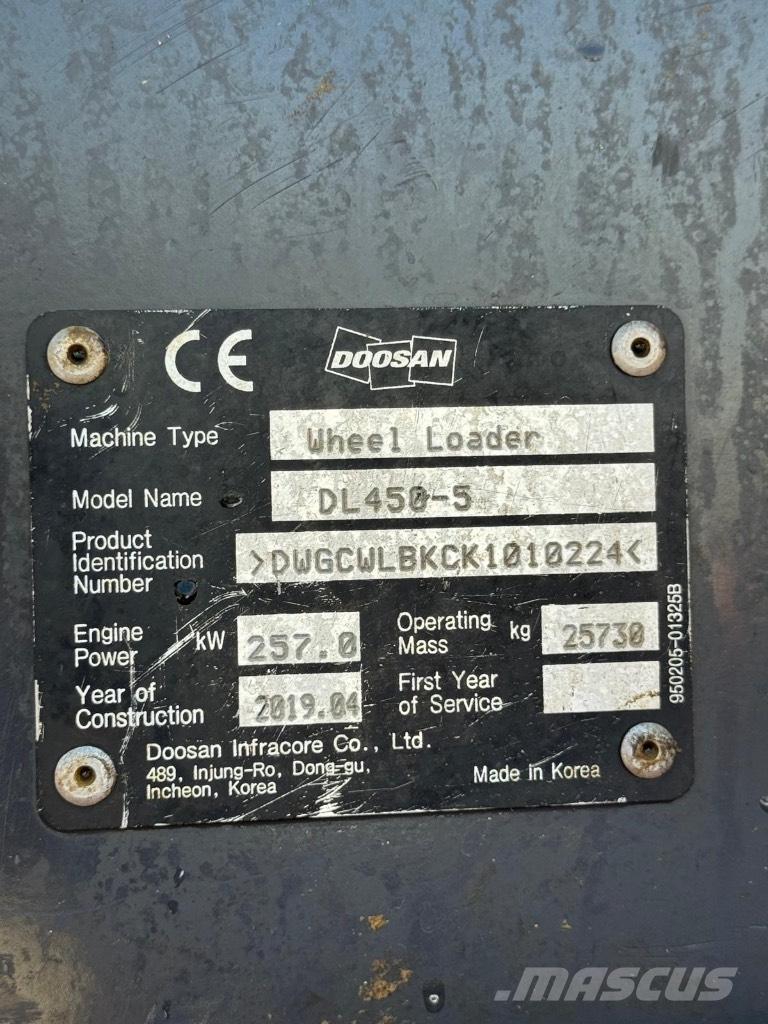 CE DOOSAN
Machine Type Wheel Loader
Model Name DL450-5
Product
Identification
Number >DWGCWLBKCK1010224<
Engine
Power kW 257.0 Operating
Mass kg 25730
Year of
Construction 2019.04 First Year
of Service
Doosan Infracore Co., Ltd.
489, Injung-Ro, Dong-gu,
Incheon, Korea
Made in Korea
950205-01325B
MASCUS